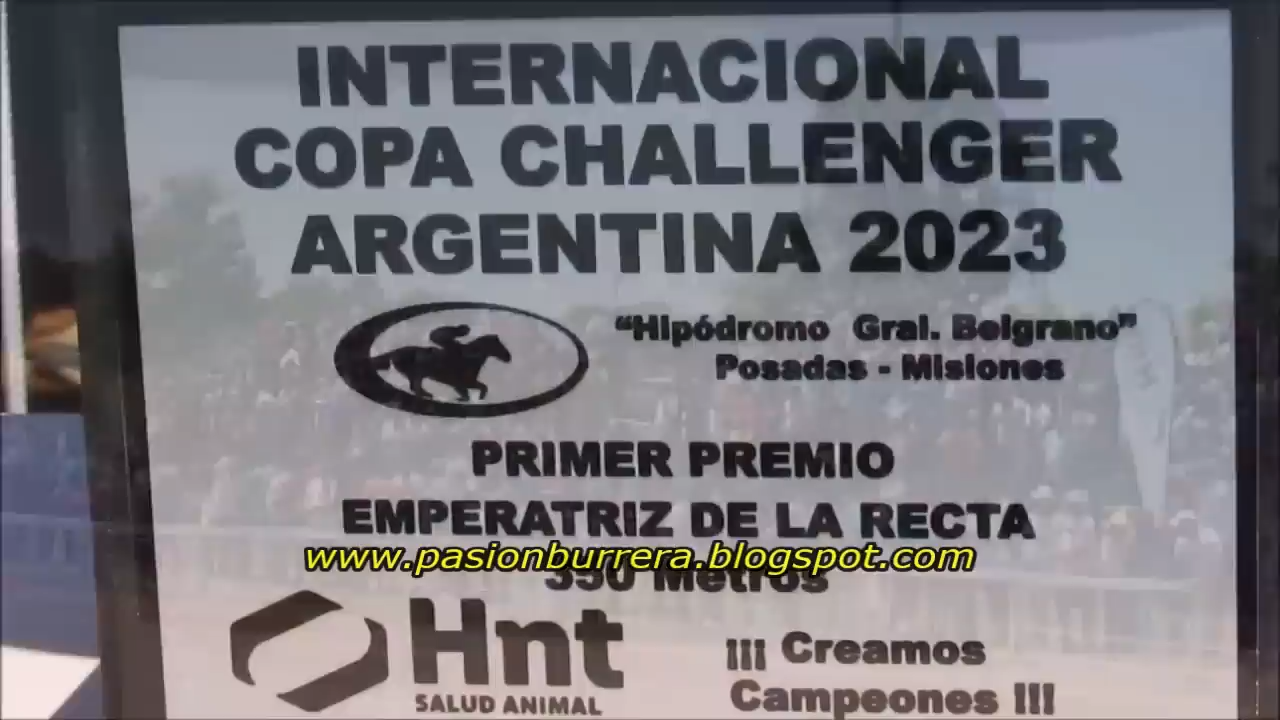 INTERNACIONAL
COPA CHALLENGER
ARGENTINA 2023
“Hipódromo Gral. Belgrano”
Posadas - Misiones
PRIMER PREMIO
EMPERATRIZ DE LA RECTA
www.pasionburrera.blogspot.com
350 Metros
Hnt
SALUD ANIMAL
¡¡¡ Creamos
Campeones !!!